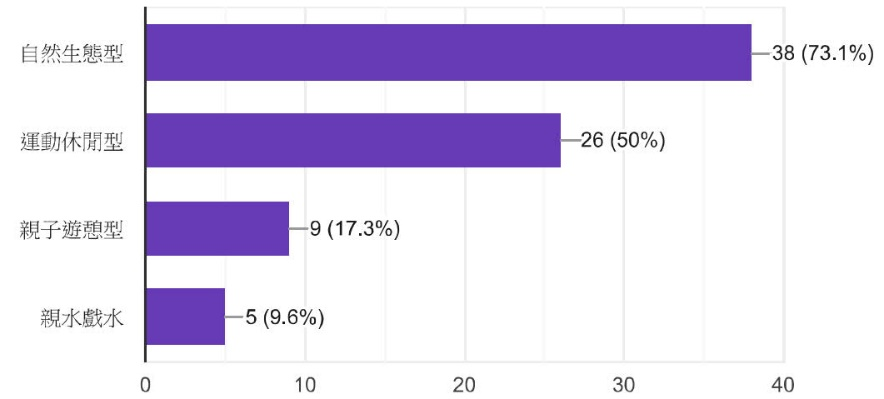 自然生態型
38 (73.1%)
運動休閒型
26 (50%)
親子遊憩型
9 (17.3%)
親水戲水
5 (9.6%)
0 10 20 30 40